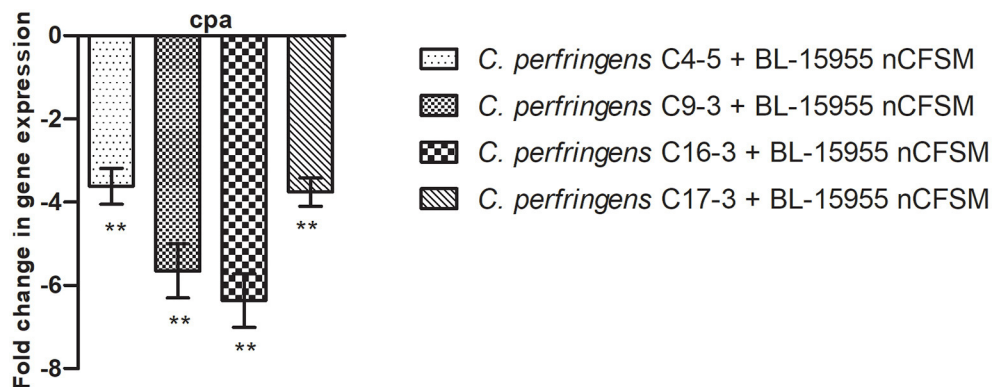 cpa
Fold change in gene expression
0
-2
-4
-6
-8
**
**
**
**
C. perfringens C4-5 + BL-15955 nCFSM
C. perfringens C9-3 + BL-15955 nCFSM
C. perfringens C16-3 + BL-15955 nCFSM
C. perfringens C17-3 + BL-15955 nCFSM